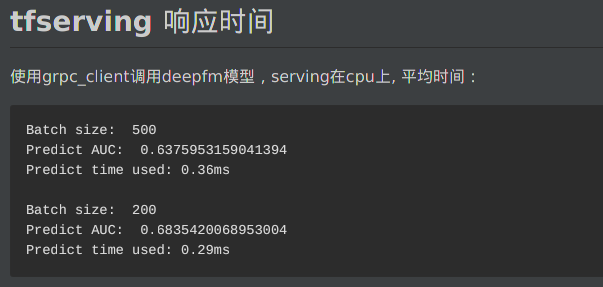 tfserving 响应时间
使用grpc_client调用deepfm模型，serving在cpu上, 平均时间：
Batch size:  500
Predict AUC:  0.6375953159041394
Predict time used: 0.36ms
Batch size:  200
Predict AUC:  0.6835420068953004
Predict time used: 0.29ms